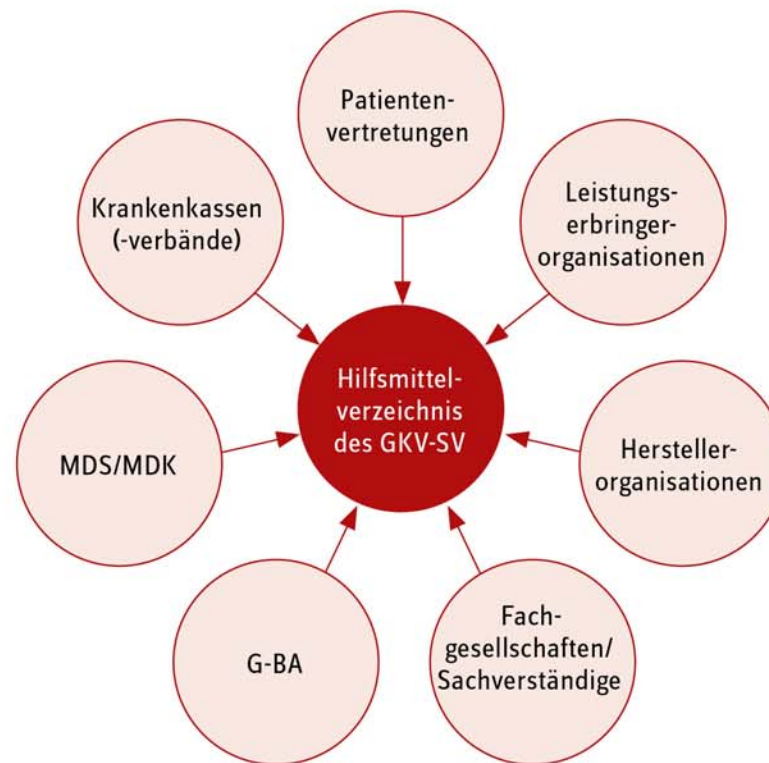 Patienten-
vertretungen
Krankenkassen
(-verbände)
Leistungs-
erbringer-
organisationen
Hilfsmittel-
verzeichnis
des GKV-SV
MDS/MDK
Hersteller-
organisationen
G-BA
Fach-
gesellschaften/
Sachverständige